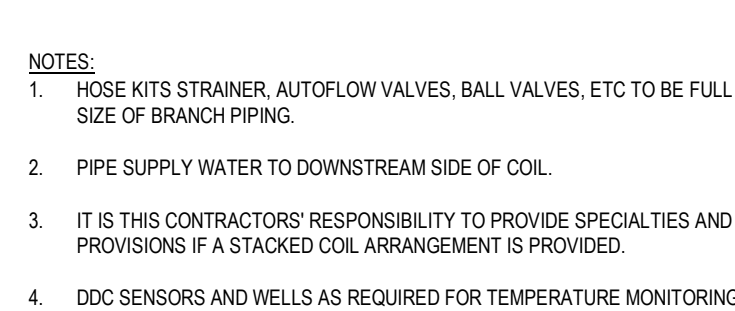 NOTES:
1. HOSE KITS STRAINER, AUTOFLOW VALVES, BALL VALVES, ETC TO BE FULL
SIZE OF BRANCH PIPING.
2. PIPE SUPPLY WATER TO DOWNSTREAM SIDE OF COIL.
3. IT IS THIS CONTRACTORS' RESPONSIBILITY TO PROVIDE SPECIALTIES AND
PROVISIONS IF A STACKED COIL ARRANGEMENT IS PROVIDED.
4. DDC SENSORS AND WELLS AS REQUIRED FOR TEMPERATURE MONITORING